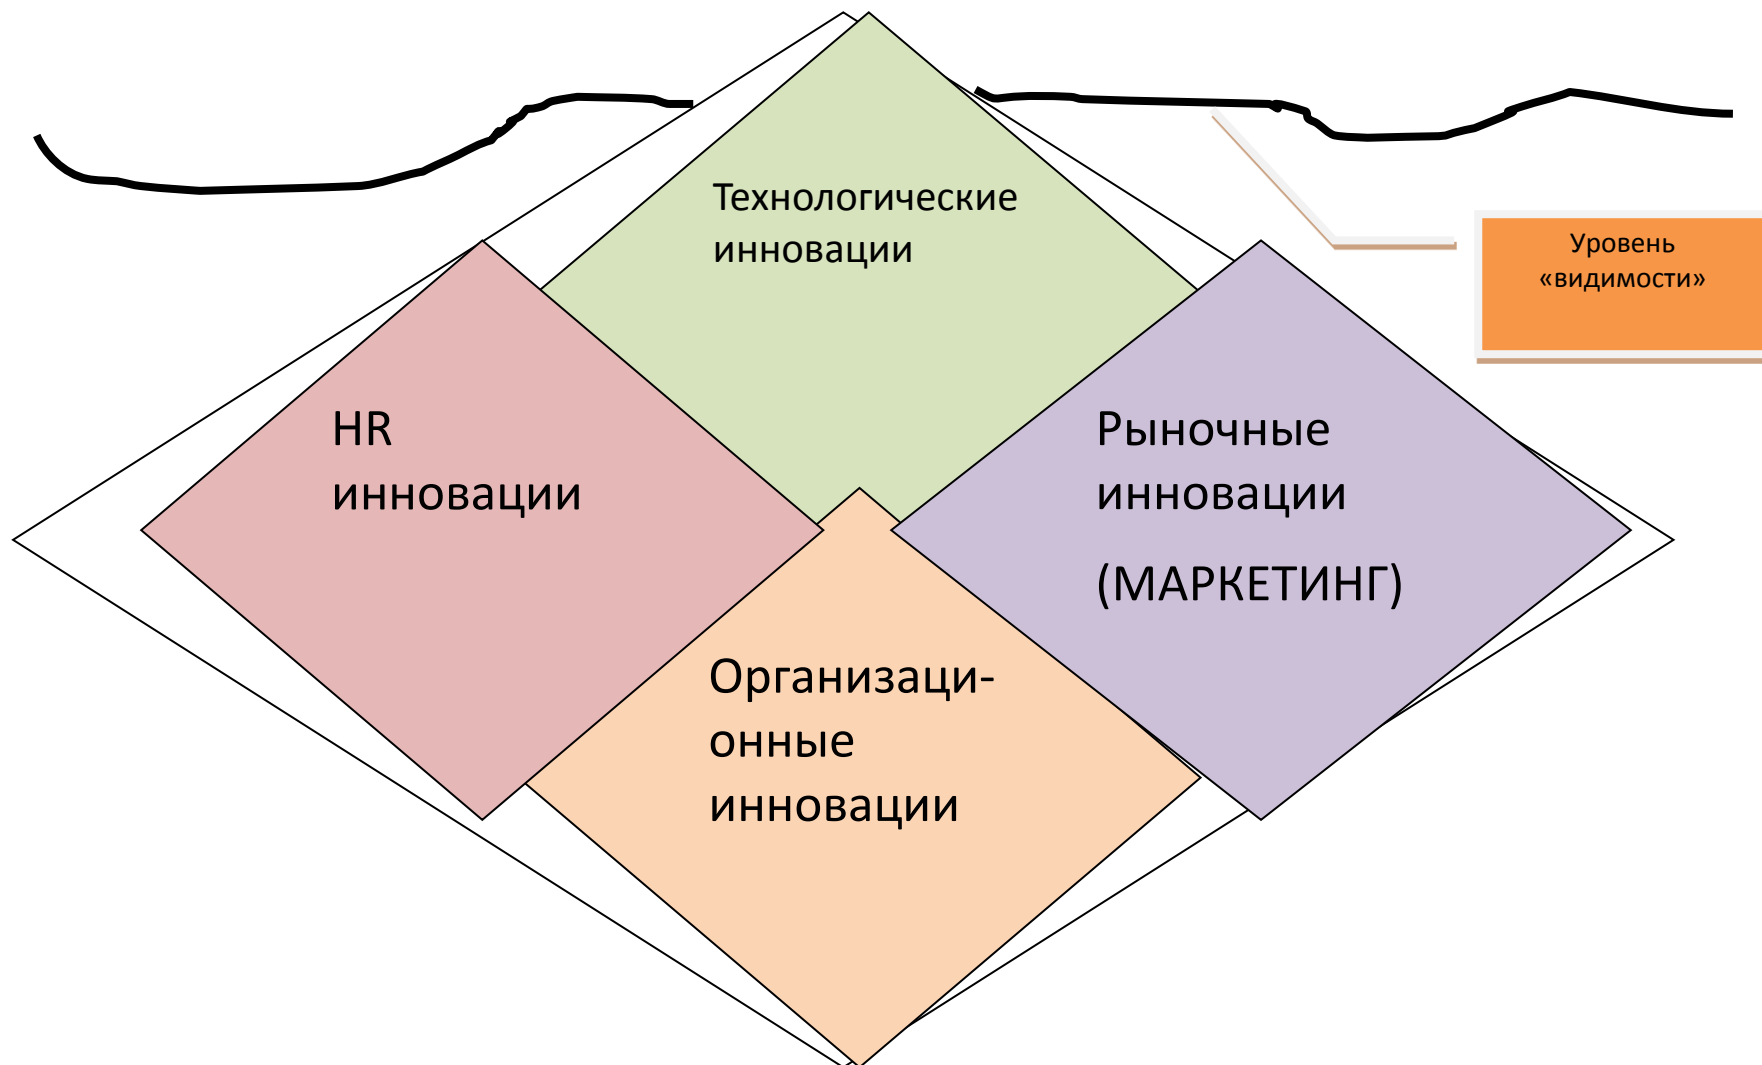 Технологические
инновации
Уровень
«видимости»
HR
инновации
Рыночные
инновации
(МАРКЕТИНГ)
Организаци-
онные
инновации